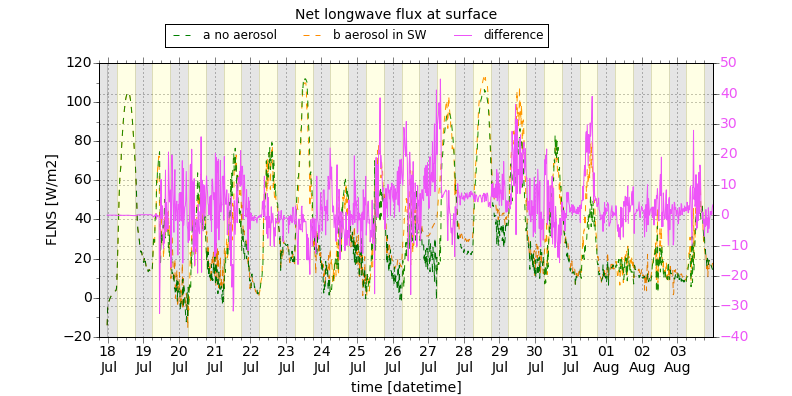 Net longwave flux at surface
a no aerosol b aerosol in SW difference
120 100 80 60 40 20 0 −20
FLNS [W/m2]
50 40 30 20 10 0 −10 −20 −30 −40
18 19 20 21 22 23 24 25 26 27 28 29 30 31 01 02 03
Jul Jul Jul Jul Jul Jul Jul Jul Jul Jul Jul Jul Jul Jul Aug Aug Aug
time [datetime]